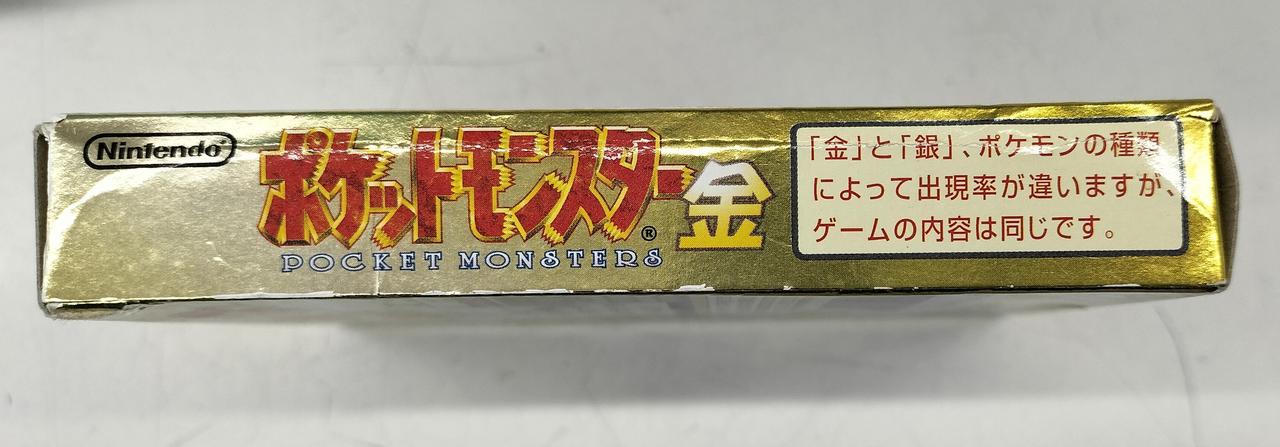 Nintendo®
ポケットモンスター金
®
POCKET MONSTERS
「金」と「銀」、ポケモンの種類
によって出現率が違いますが、
ゲームの内容は同じです。